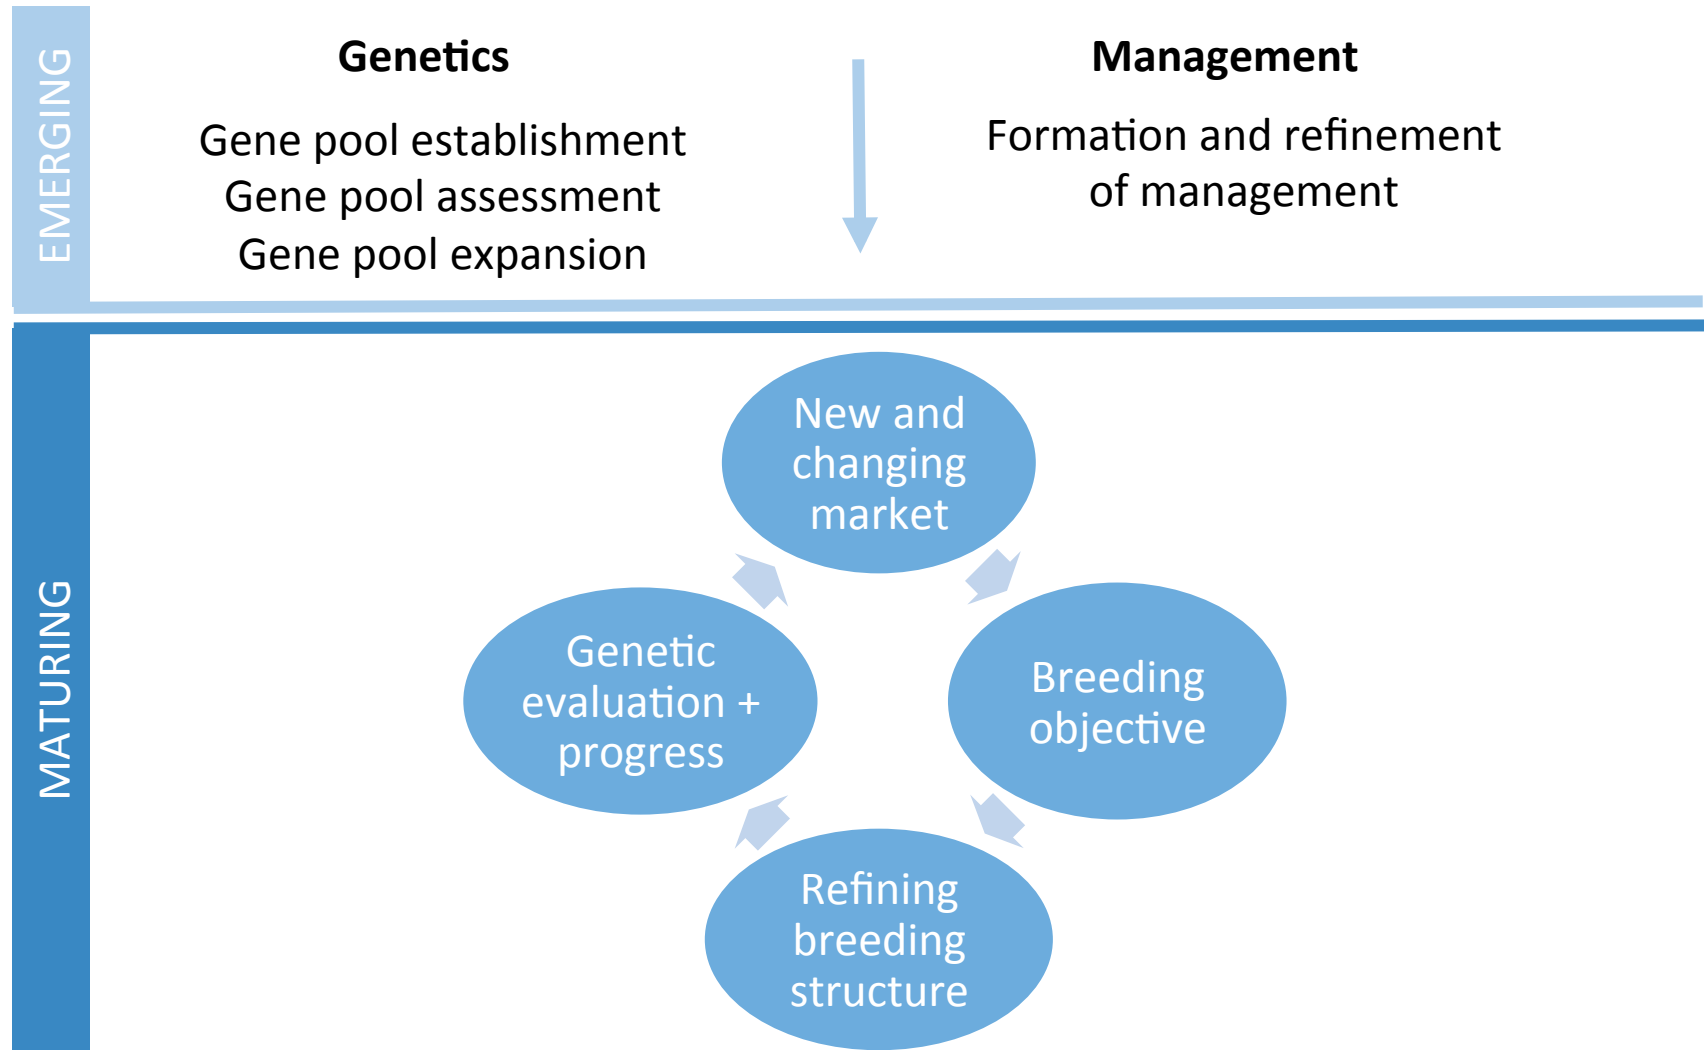 EMERGING
Genetics
Gene pool establishment
Gene pool assessment
Gene pool expansion
Management
Formation and refinement
of management
MATURING
New and
changing
market
Breeding
objective
Refining
breeding
structure
Genetic
evaluation +
progress